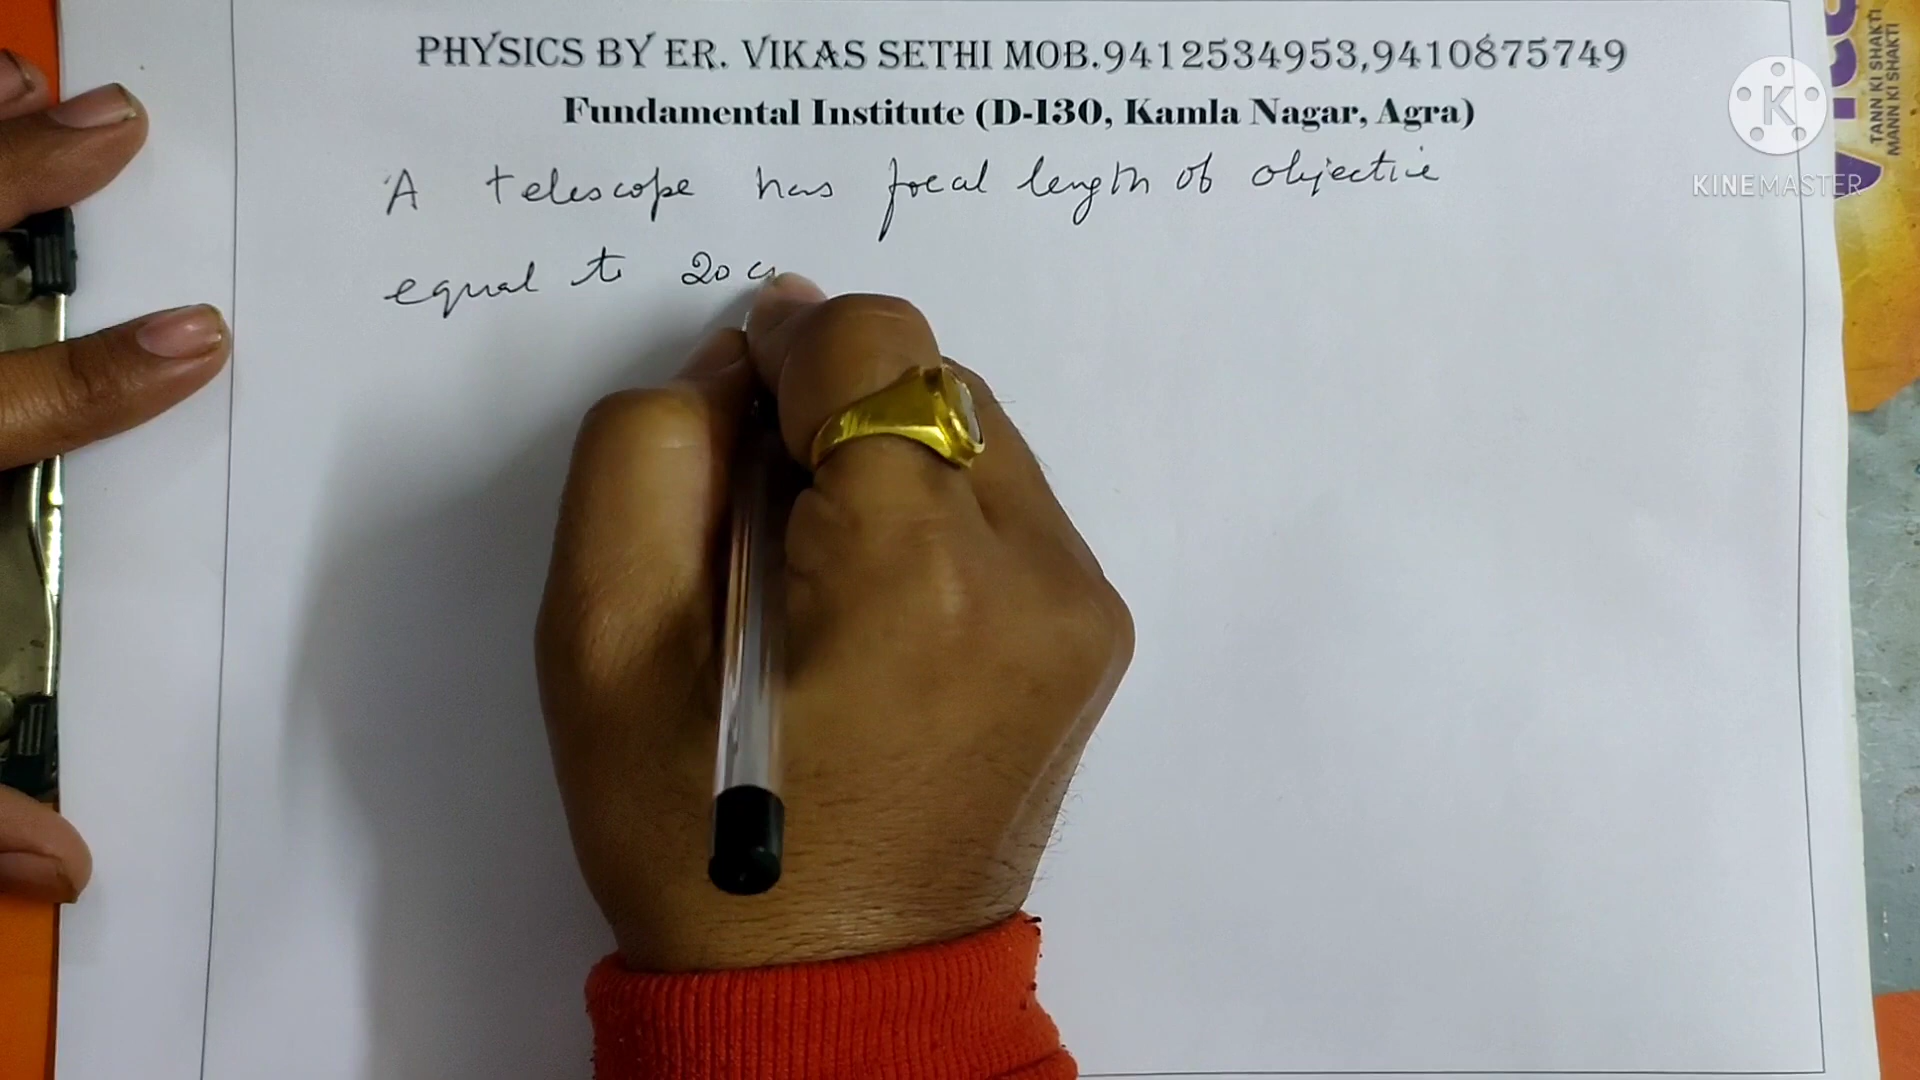 PHYSICS BY ER. VIKAS SETHI MOB.9412534953,9410875749
Fundamental Institute (D-130, Kamla Nagar, Agra)
A telescope has focal length of objective
equal to 20 c
K
KINEMASTER
TANN KI SHAKTI
MANN KI SHAKTI